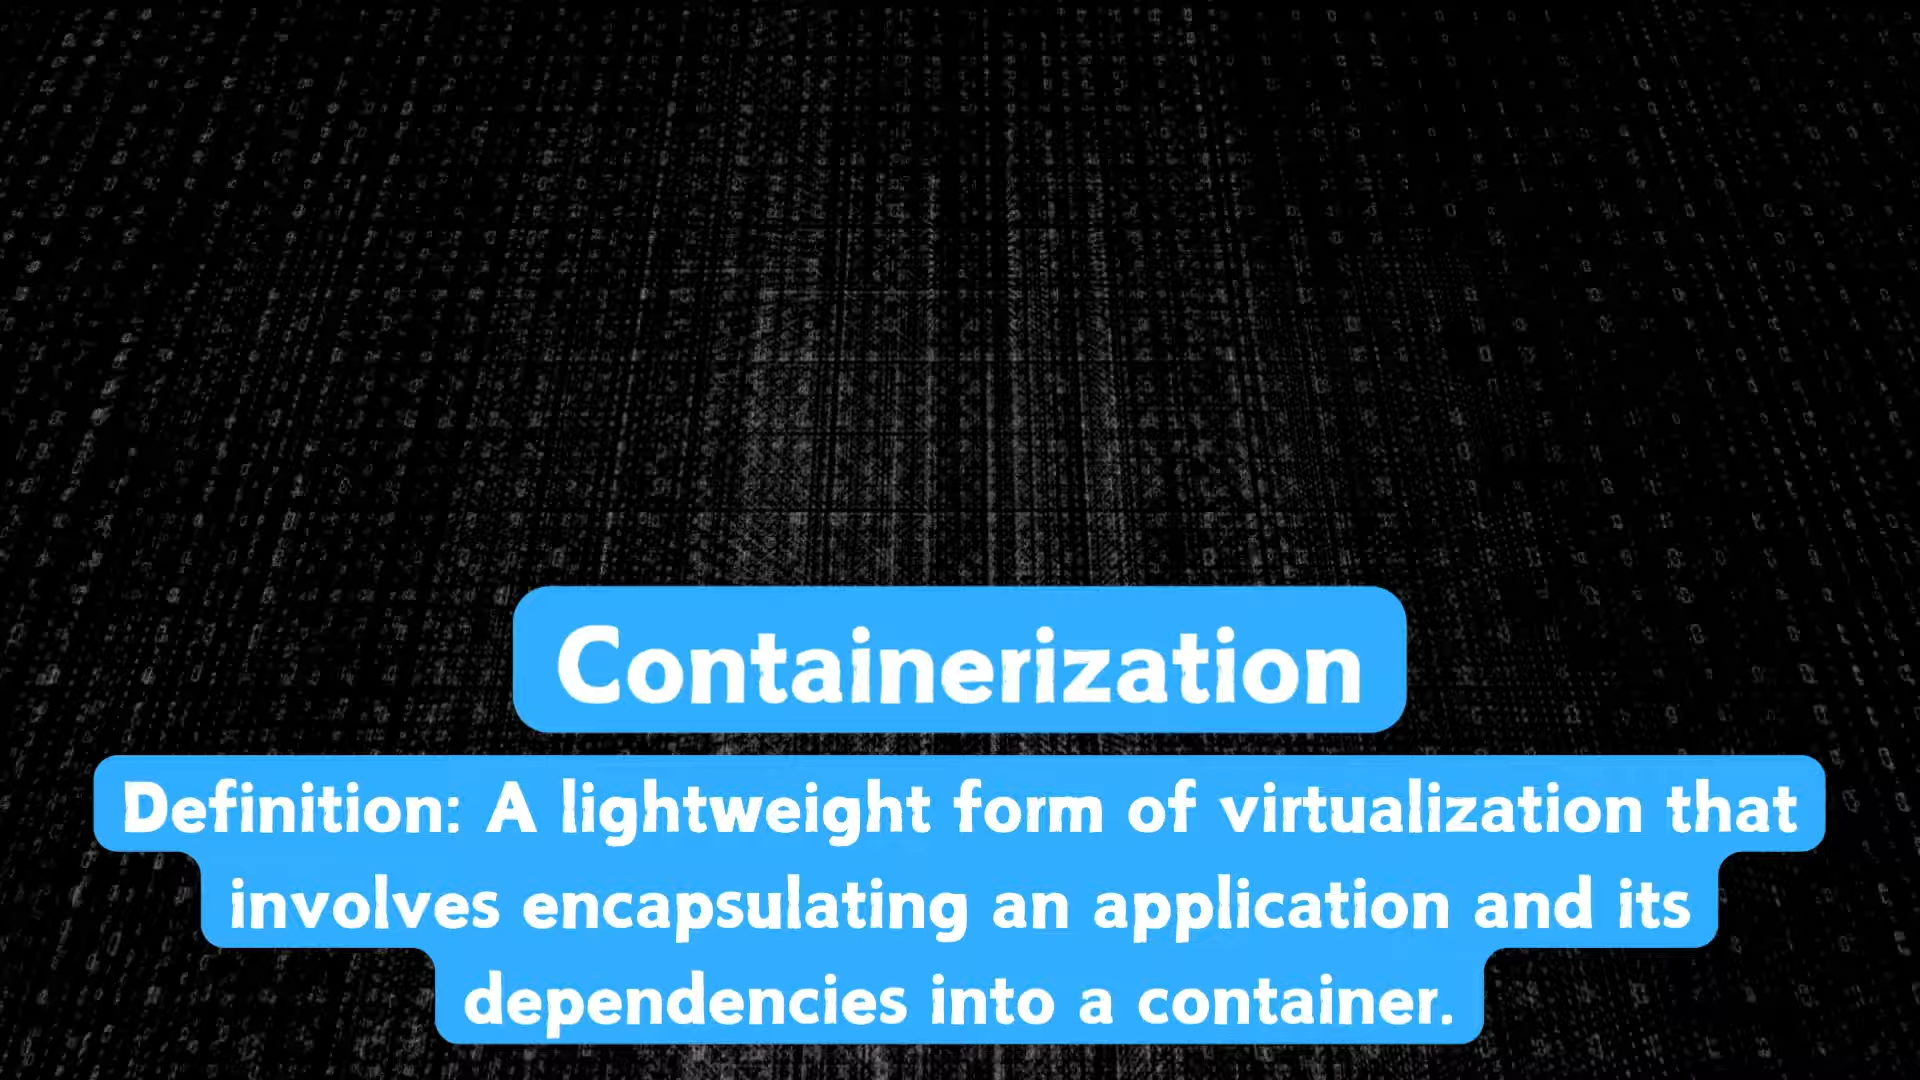 Containerization
Definition: A lightweight form of virtualization that
involves encapsulating an application and its
dependencies into a container.